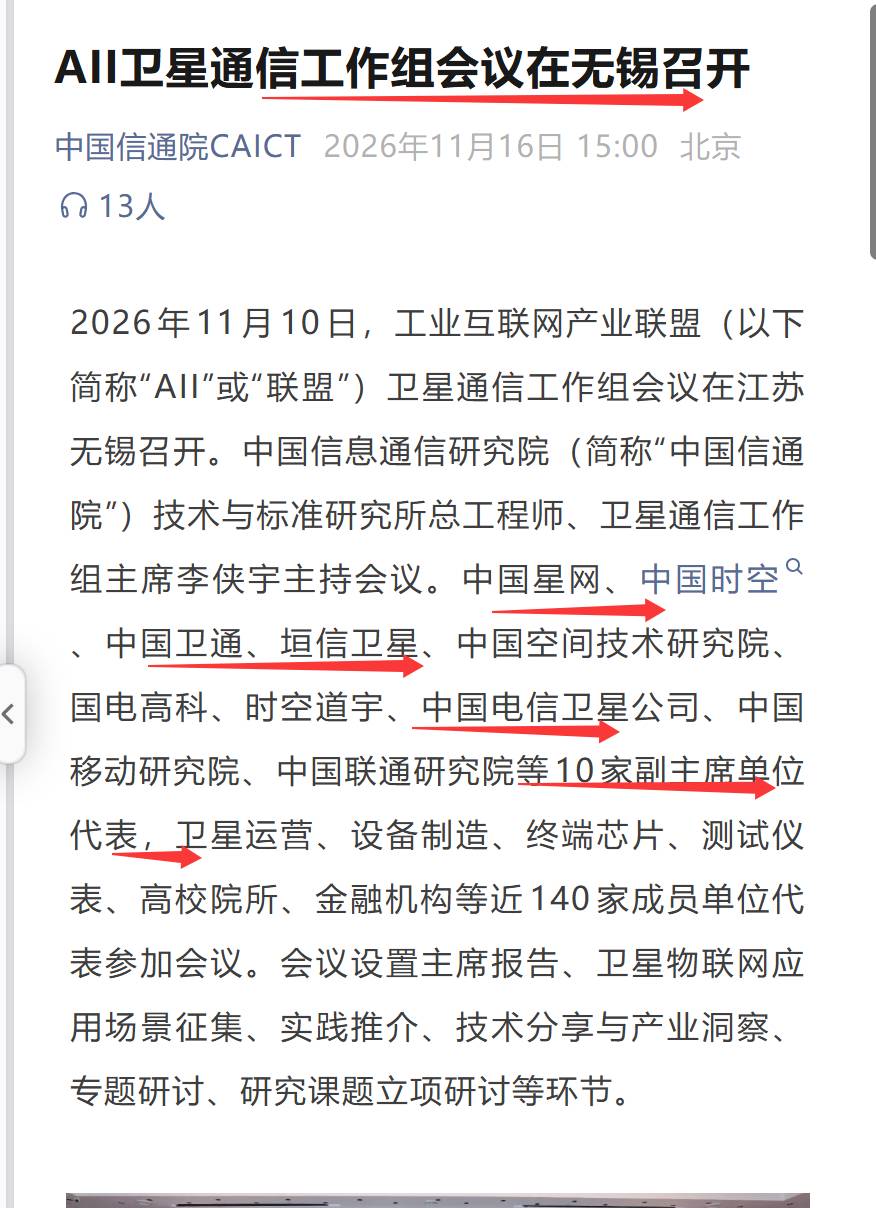 AII卫星通信工作组会议在无锡召开
中国信通院CAICT 2026年11月16日 15:00 北京
13人
2026年11月10日，工业互联网产业联盟（以下
简称“AII”或“联盟”）卫星通信工作组会议在江苏
无锡召开。中国信息通信研究院（简称“中国信通
院”）技术与标准研究所总工程师、卫星通信工作
组主席李侠宇主持会议。中国星网、中国时空
、中国卫通、垣信卫星、中国空间技术研究院、
国电高科、时空道宇、中国电信卫星公司、中国
移动研究院、中国联通研究院等10家副主席单位
代表，卫星运营、设备制造、终端芯片、测试仪
表、高校院所、金融机构等近140家成员单位代
表参加会议。会议设置主席报告、卫星物联网应
用场景征集、实践推介、技术分享与产业洞察、
专题研讨、研究课题立项研讨等环节。